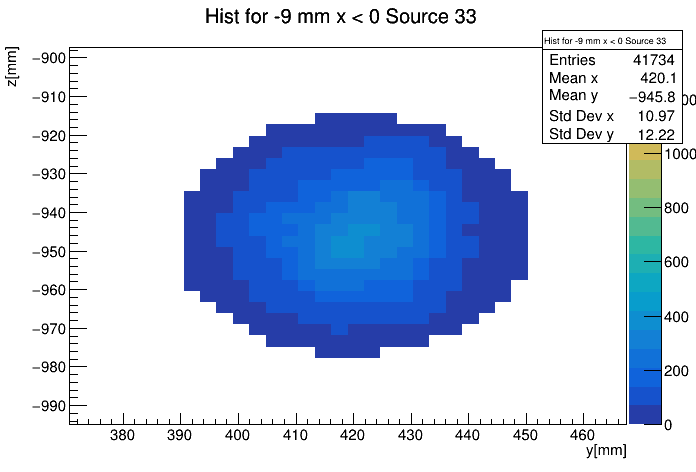 Hist for -9 mm x < 0 Source 33
Hist for -9 mm x < 0 Source 33
Entries 41734
Mean x 420.1
Mean y −945.8
Std Dev x 10.97
Std Dev y 12.22
z[mm]
−900
−910
−920
−930
−940
−950
−960
−970
−980
−990
1000
800
600
400
200
0
380 390 400 410 420 430 440 450 460
y[mm]